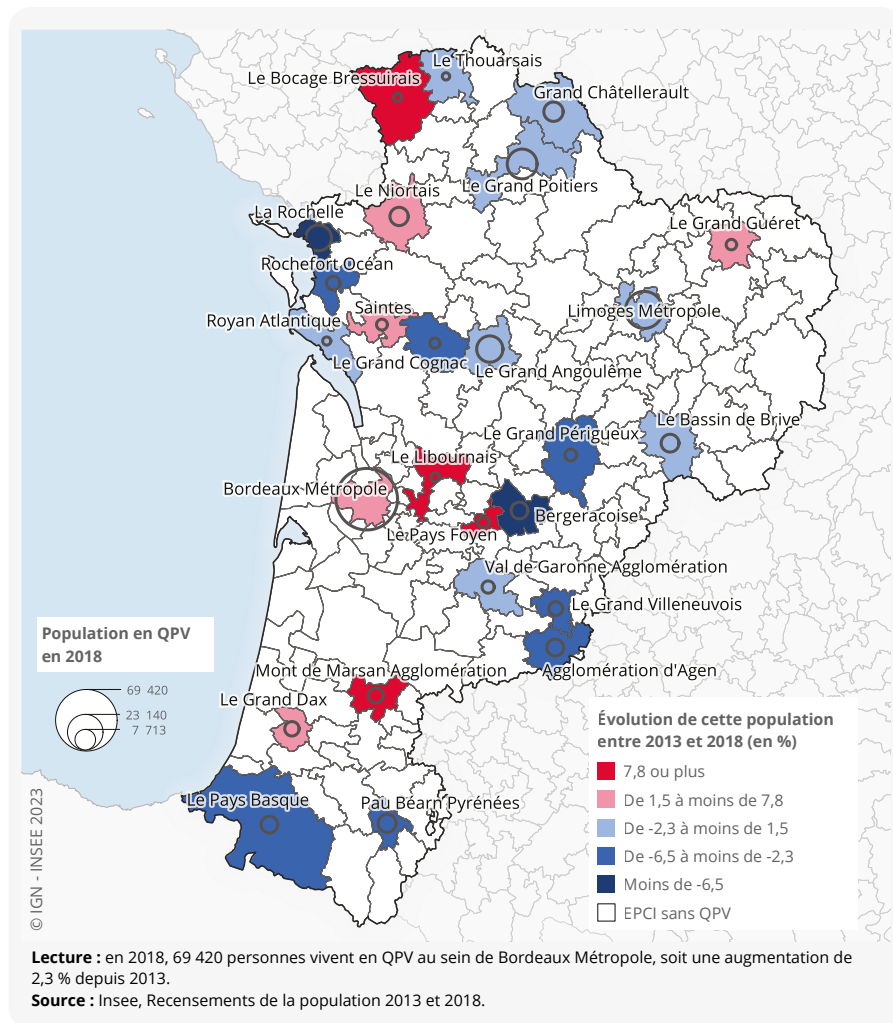 Le Thouarsais
Le Bocage Bressuirais
Grand Châtellerault
Le Grand Poitiers
Le Niortais
La Rochelle
Le Grand Guéret
Rochefort Océan
Saintes
Limoges Métropole
Royan Atlantique
Le Grand Cognac
Le Grand Angoulême
Le Bassin de Brive
Le Grand Périgueux
Le Libournais
Bordeaux Métropole
Bergeracoise
Le Pays Foyen
Val de Garonne Agglomération
Le Grand Villeneuvois
Population en QPV
en 2018
69 420
23 140
7 713
Mont de Marsan Agglomération
Agglomération d'Agen
Le Grand Dax
Le Pays Basque
Pau Béarn Pyrénées
Évolution de cette population
entre 2013 et 2018 (en %)
7,8 ou plus
De 1,5 à moins de 7,8
De -2,3 à moins de 1,5
De -6,5 à moins de -2,3
Moins de -6,5
EPCI sans QPV
© IGN - INSEE 2023
Lecture : en 2018, 69 420 personnes vivent en QPV au sein de Bordeaux Métropole, soit une augmentation de
2,3 % depuis 2013.
Source : Insee, Recensements de la population 2013 et 2018.